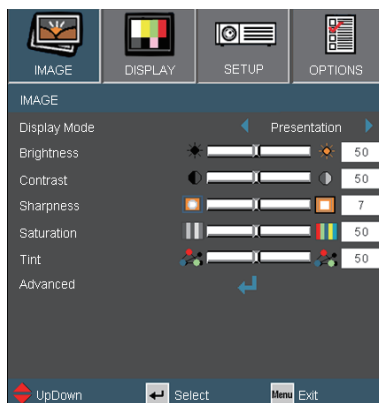 IMAGE DISPLAY SETUP OPTIONS
IMAGE
Display Mode Presentation
Brightness 50
Contrast 50
Sharpness 7
Saturation 50
Tint 50
Advanced
UpDown Select Menu Exit